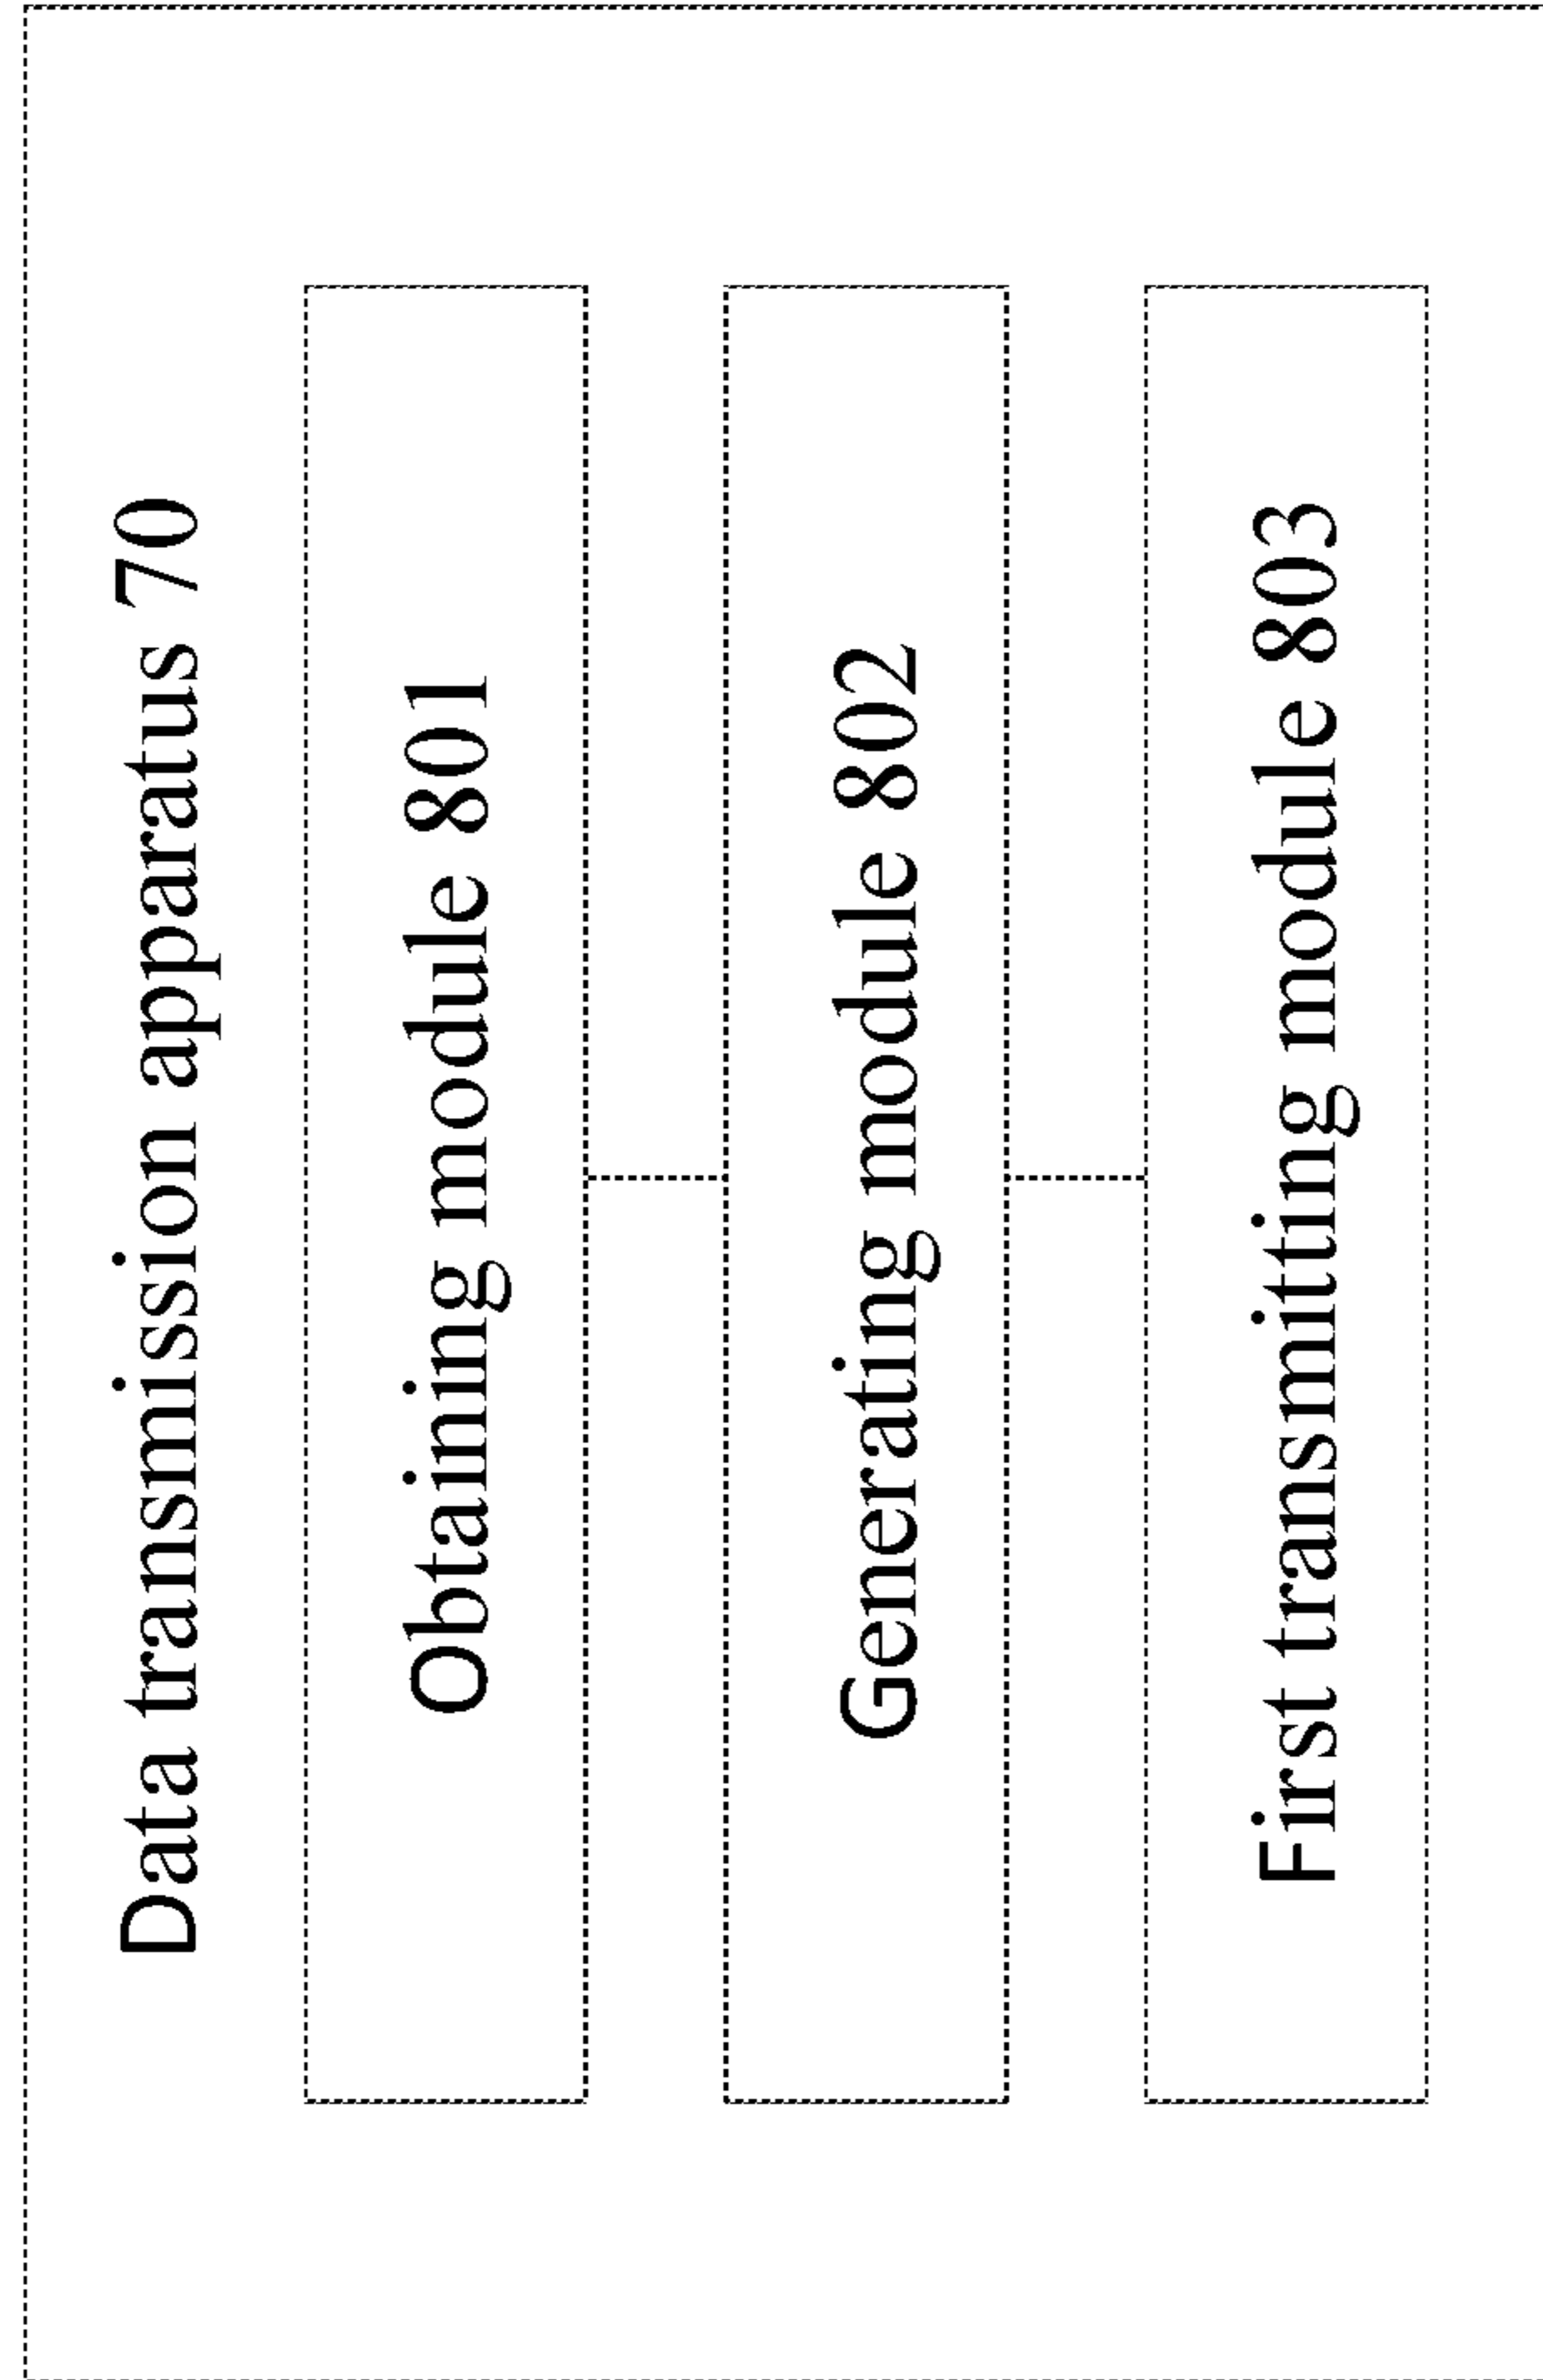 Data transmission apparatus 70
Obtaining module 801
Generating module 802
First transmitting module 803